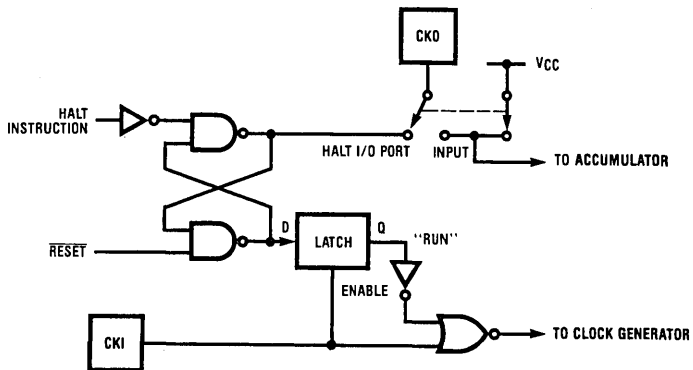 CKO
VCC
HALT
INSTRUCTION
HALT I/O PORT
INPUT
TO ACCUMULATOR
D
LATCH
Q
"RUN"
RESET
ENABLE
CKI
TO CLOCK GENERATOR